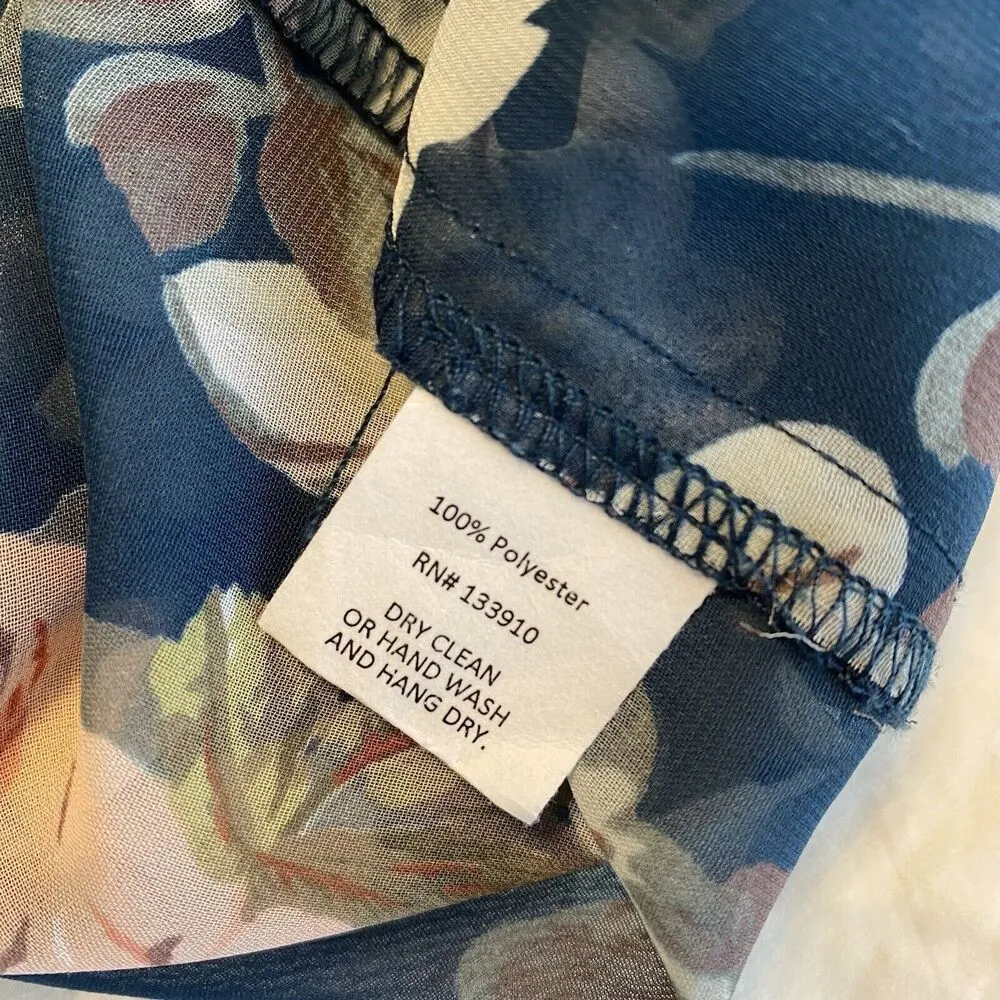 100% Polyester
RN# 133910
DRY CLEAN
OR HAND WASH
AND HANG DRY.